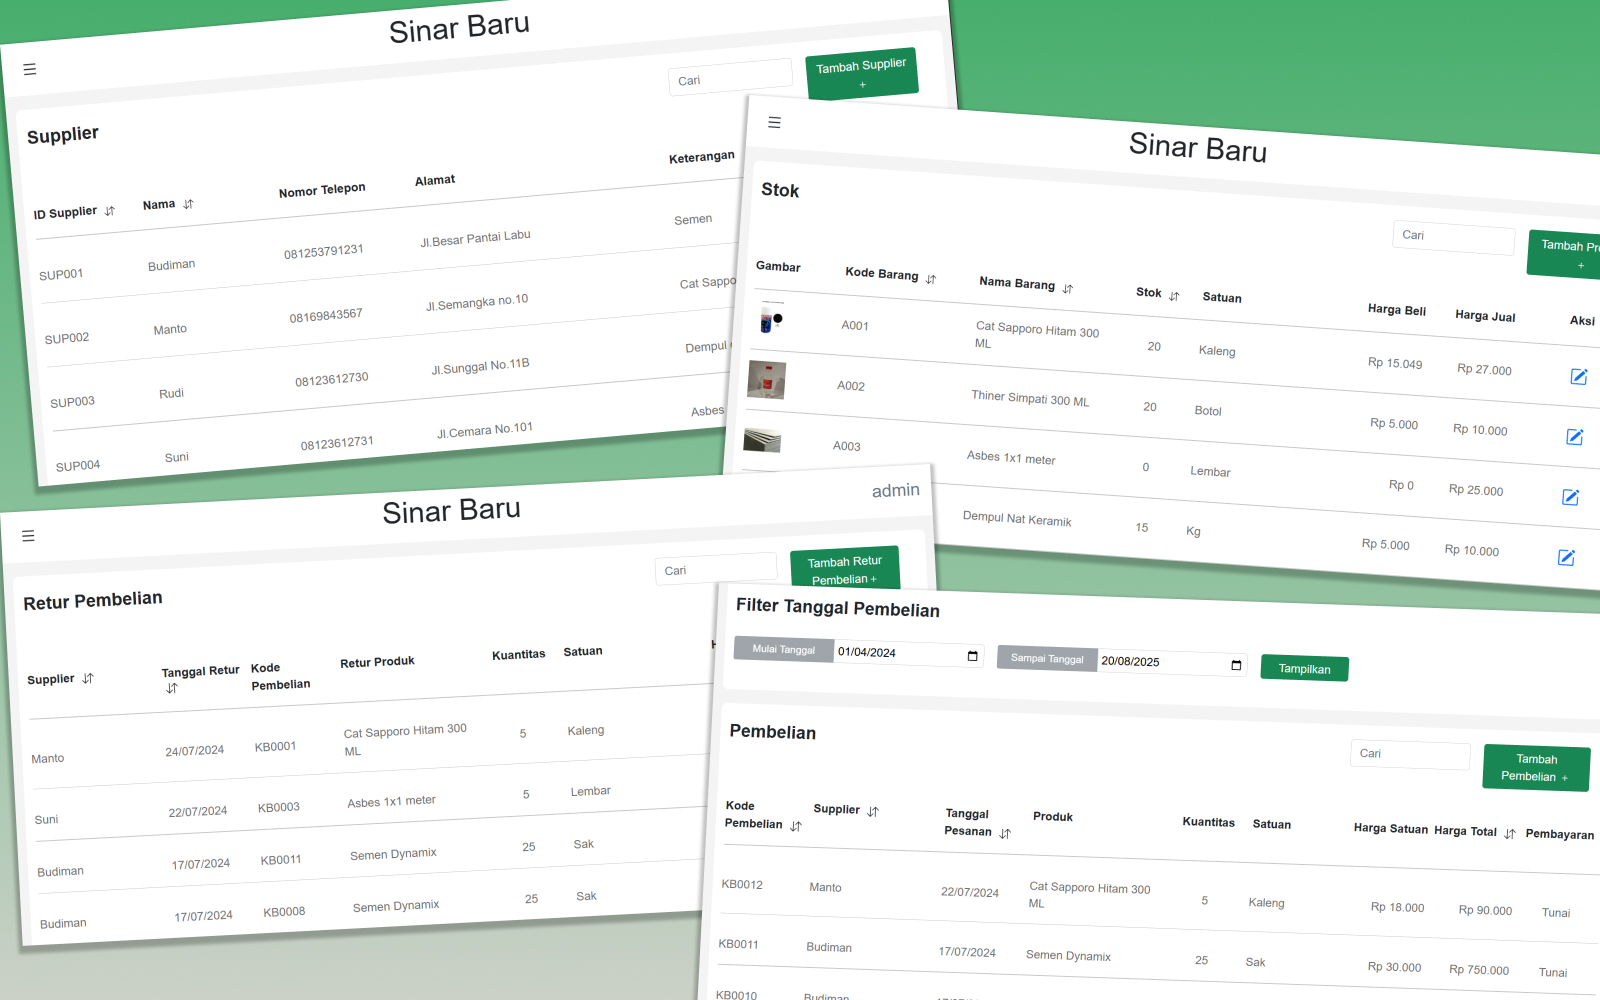 Sinar Baru
Cari
Tambah Supplier
+
Supplier
ID Supplier Nama Nomor Telepon Alamat Keterangan
SUP001 Budiman 081253791231 Jl.Besar Pantai Labu Semen
SUP002 Manto 08169843567 Jl.Semangka no.10 Cat Sappo
SUP003 Rudi 08123612730 Jl.Sunggal No.11B Dempul
SUP004 Suni 08123612731 Jl.Cemara No.101 Asbes
Sinar Baru
Stok
Cari
Tambah Pro
+
Gambar Kode Barang Nama Barang Stok Satuan Harga Beli Harga Jual Aksi
A001 Cat Sapporo Hitam 300 20 Kaleng Rp 15.049 Rp 27.000
ML
A002 Thiner Simpati 300 ML 20 Botol Rp 5.000 Rp 10.000
A003 Asbes 1x1 meter 0 Lembar Rp 0 Rp 25.000
Dempul Nat Keramik 15 Kg Rp 5.000 Rp 10.000
Sinar Baru
admin
Cari
Tambah Retur
Pembelian +
Retur Pembelian
Supplier Tanggal Retur Kode Retur Produk Kuantitas Satuan H
Pembelian
Manto 24/07/2024 KB0001 Cat Sapporo Hitam 300 5 Kaleng
ML
Suni 22/07/2024 KB0003 Asbes 1x1 meter 5 Lembar
Budiman 17/07/2024 KB0011 Semen Dynamix 25 Sak
Budiman 17/07/2024 KB0008 Semen Dynamix 25 Sak
Filter Tanggal Pembelian
Mulai Tanggal 01/04/2024 Sampai Tanggal 20/08/2025 Tampilkan
Pembelian
Cari
Tambah
Pembelian +
Kode Supplier Tanggal Produk Kuantitas Satuan Harga Satuan Harga Total Pembayaran
Pembelian Pesanan
KB0012 Manto 22/07/2024 Cat Sapporo Hitam 300 5 Kaleng Rp 18.000 Rp 90.000 Tunai
ML
KB0011 Budiman 17/07/2024 Semen Dynamix 25 Sak Rp 30.000 Rp 750.000 Tunai
KB0010 Budiman